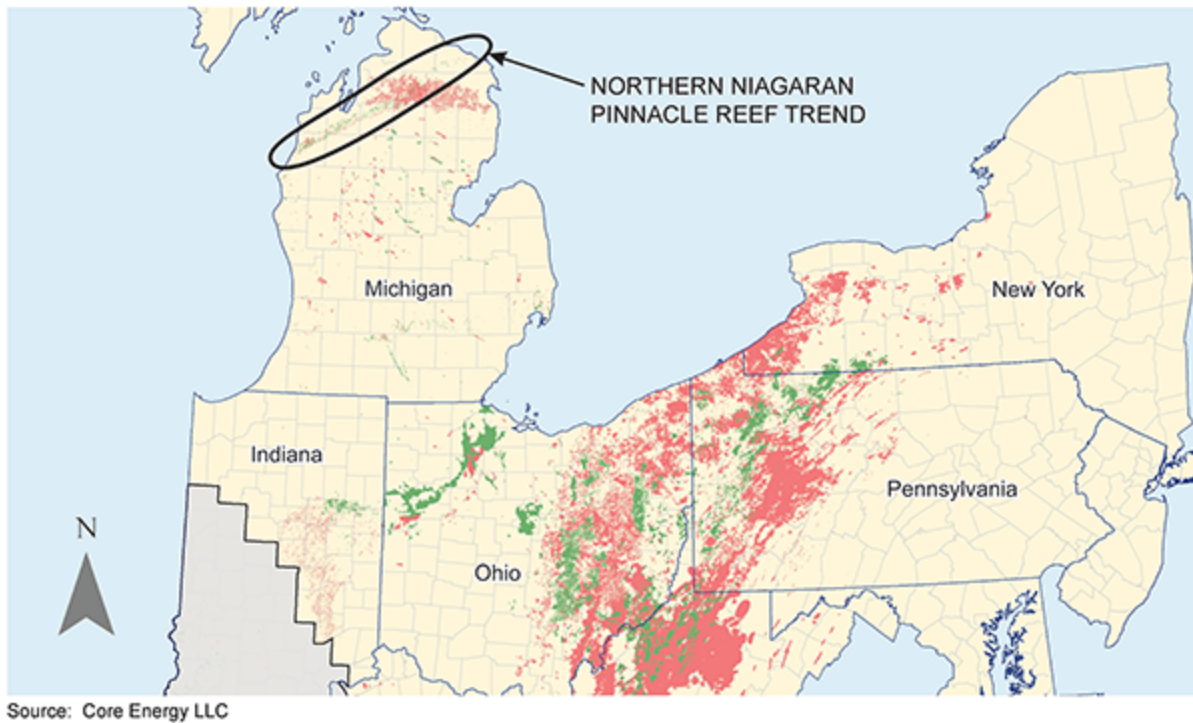 NORTHERN NIAGARAN
PINNACLE REEF TREND
Michigan
New York
Indiana
Pennsylvania
N
Ohio
Source: Core Energy LLC